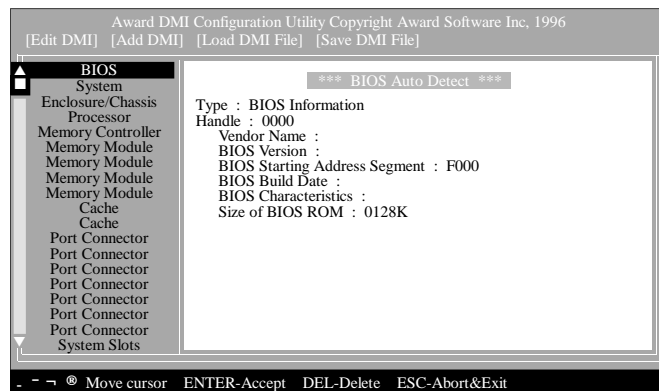 Award DMI Configuration Utility Copyright Award Software Inc, 1996
[Edit DMI] [Add DMI] [Load DMI File] [Save DMI File]
BIOS
System
Enclosure/Chassis
Processor
Memory Controller
Memory Module
Memory Module
Memory Module
Memory Module
Cache
Cache
Port Connector
Port Connector
Port Connector
Port Connector
Port Connector
Port Connector
Port Connector
System Slots
*** BIOS Auto Detect ***
Type : BIOS Information
Handle : 0000
Vendor Name :
BIOS Version :
BIOS Starting Address Segment : F000
BIOS Build Date :
BIOS Characteristics :
Size of BIOS ROM : 0128K
- - ¬ ® Move cursor ENTER-Accept DEL-Delete ESC-Abort&Exit